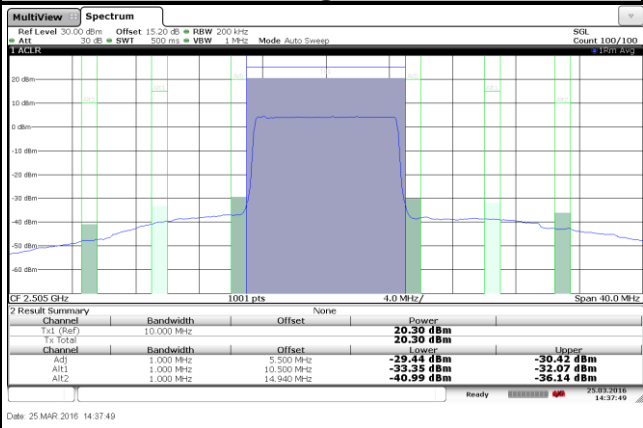 MultiView Spectrum
Ref Level 30.00 dBm Offset 15.20 dB RBW 200 kHz SGL
Att 30 dB SWT 500 ms VBW 1 MHz Mode Auto Sweep Count 100/100
1 ACLR 1Rm Avg
20 dBm
10 dBm
0 dBm
-10 dBm
-20 dBm
-30 dBm
-40 dBm
-50 dBm
-60 dBm
CF 2.505 GHz 1001 pts 4.0 MHz/ Span 40.0 MHz
2 Result Summary None
Channel Bandwidth Offset Power
Tx1 (Ref) 10.000 MHz 20.30 dBm
Tx Total 20.30 dBm
Channel Bandwidth Offset Lower Upper
Adj 1.000 MHz 5.500 MHz -29.44 dBm -30.42 dBm
Alt1 1.000 MHz 10.500 MHz -33.35 dBm -32.07 dBm
Alt2 1.000 MHz 14.940 MHz -40.99 dBm -36.14 dBm
Ready 25.03.2016
14:37:49
Date: 25.MAR.2016 14:37:49